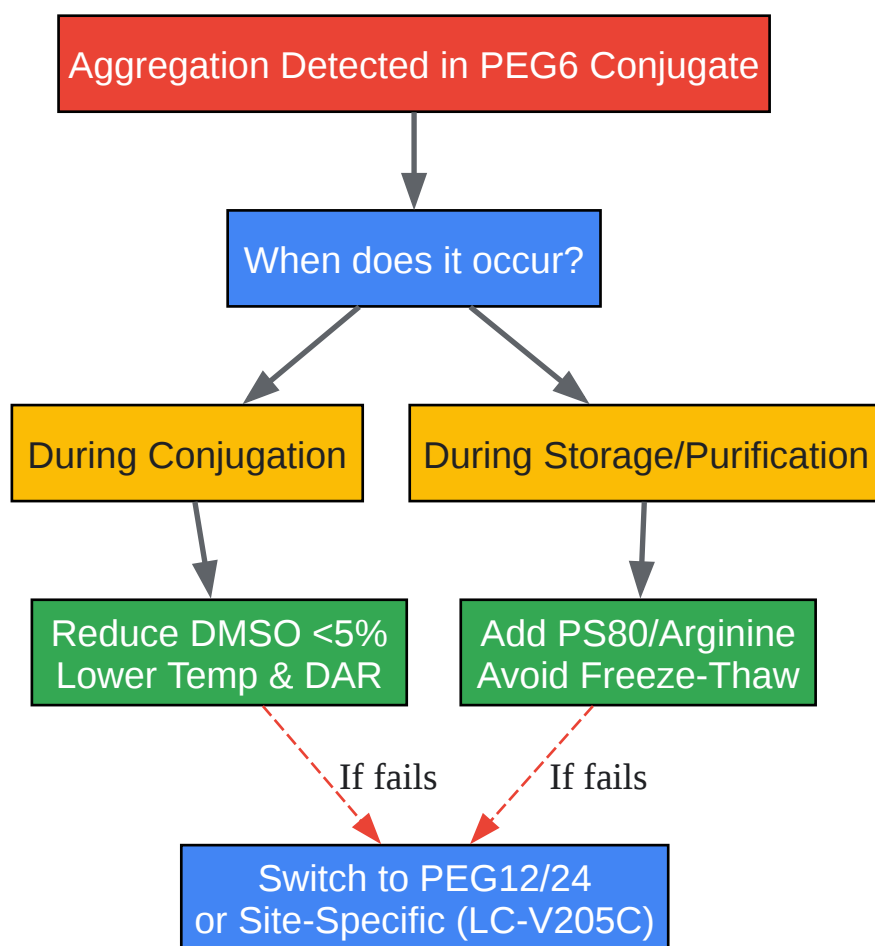 Aggregation Detected in PEG6 Conjugate
When does it occur?
During Conjugation
During Storage/Purification
Reduce DMSO <5%
Lower Temp & DAR
Add PS80/Arginine
Avoid Freeze-Thaw
If fails
If fails
Switch to PEG12/24
or Site-Specific (LC-V205C)